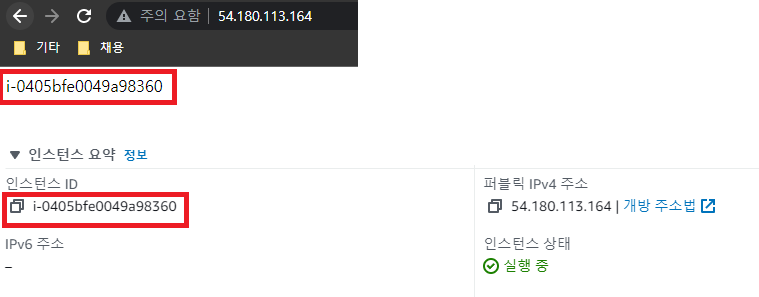 주의 요함 | 54.180.113.164
기타 채용
i-0405bfe0049a98360
▼ 인스턴스 요약 정보
인스턴스 ID
i-0405bfe0049a98360
퍼블릭 IPv4 주소
54.180.113.164 | 개방 주소법
IPv6 주소
–
인스턴스 상태
실행 중